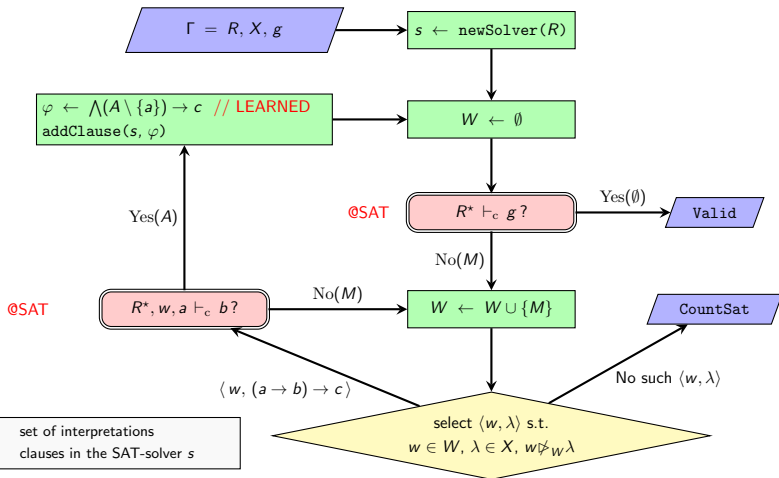 Γ = R, X, g
s ← newSolver(R)
φ ← ⋀(A \ {a}) → c // LEARNED
addClause(s, φ)
W ← ∅
Yes(A)
@SAT
R⋆ ⊢c g?
Yes(∅)
Valid
No(M)
@SAT
R⋆, w, a ⊢c b?
No(M)
W ← W ∪ {M}
CountSat
⟨ w, (a → b) → c ⟩
No such ⟨w, λ⟩
select ⟨w, λ⟩ s.t.
w ∈ W, λ ∈ X, w ⋫W λ
set of interpretations
clauses in the SAT-solver s